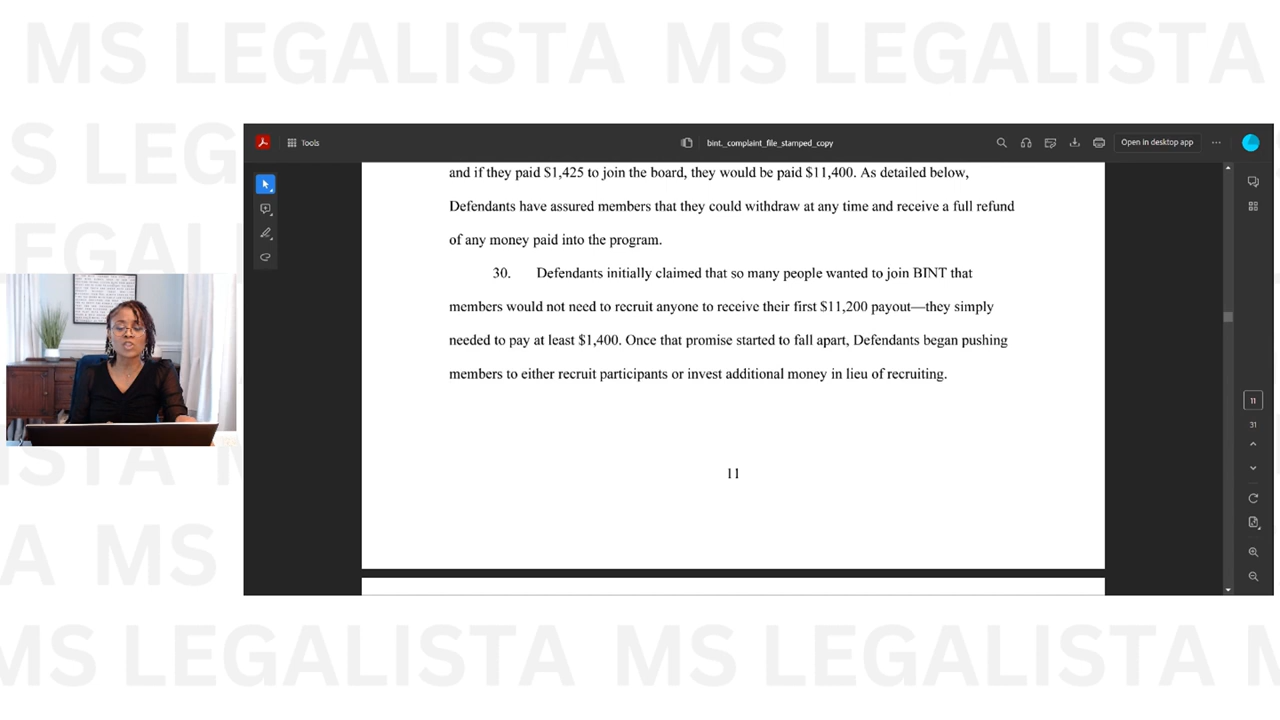 MS LEGALISTA MS LEGALISTA
S LEG
Tools
bint._complaint_file_stamped_copy
Open in desktop app
and if they paid $1,425 to join the board, they would be paid $11,400. As detailed below,
Defendants have assured members that they could withdraw at any time and receive a full refund
of any money paid into the program.
30. Defendants initially claimed that so many people wanted to join BINT that
members would not need to recruit anyone to receive their first $11,200 payout—they simply
needed to pay at least $1,400. Once that promise started to fall apart, Defendants began pushing
members to either recruit participants or invest additional money in lieu of recruiting.
11
11
31
EGAL
ISTA M
A MS
MS LEGALISTA MS LEGALISTA M